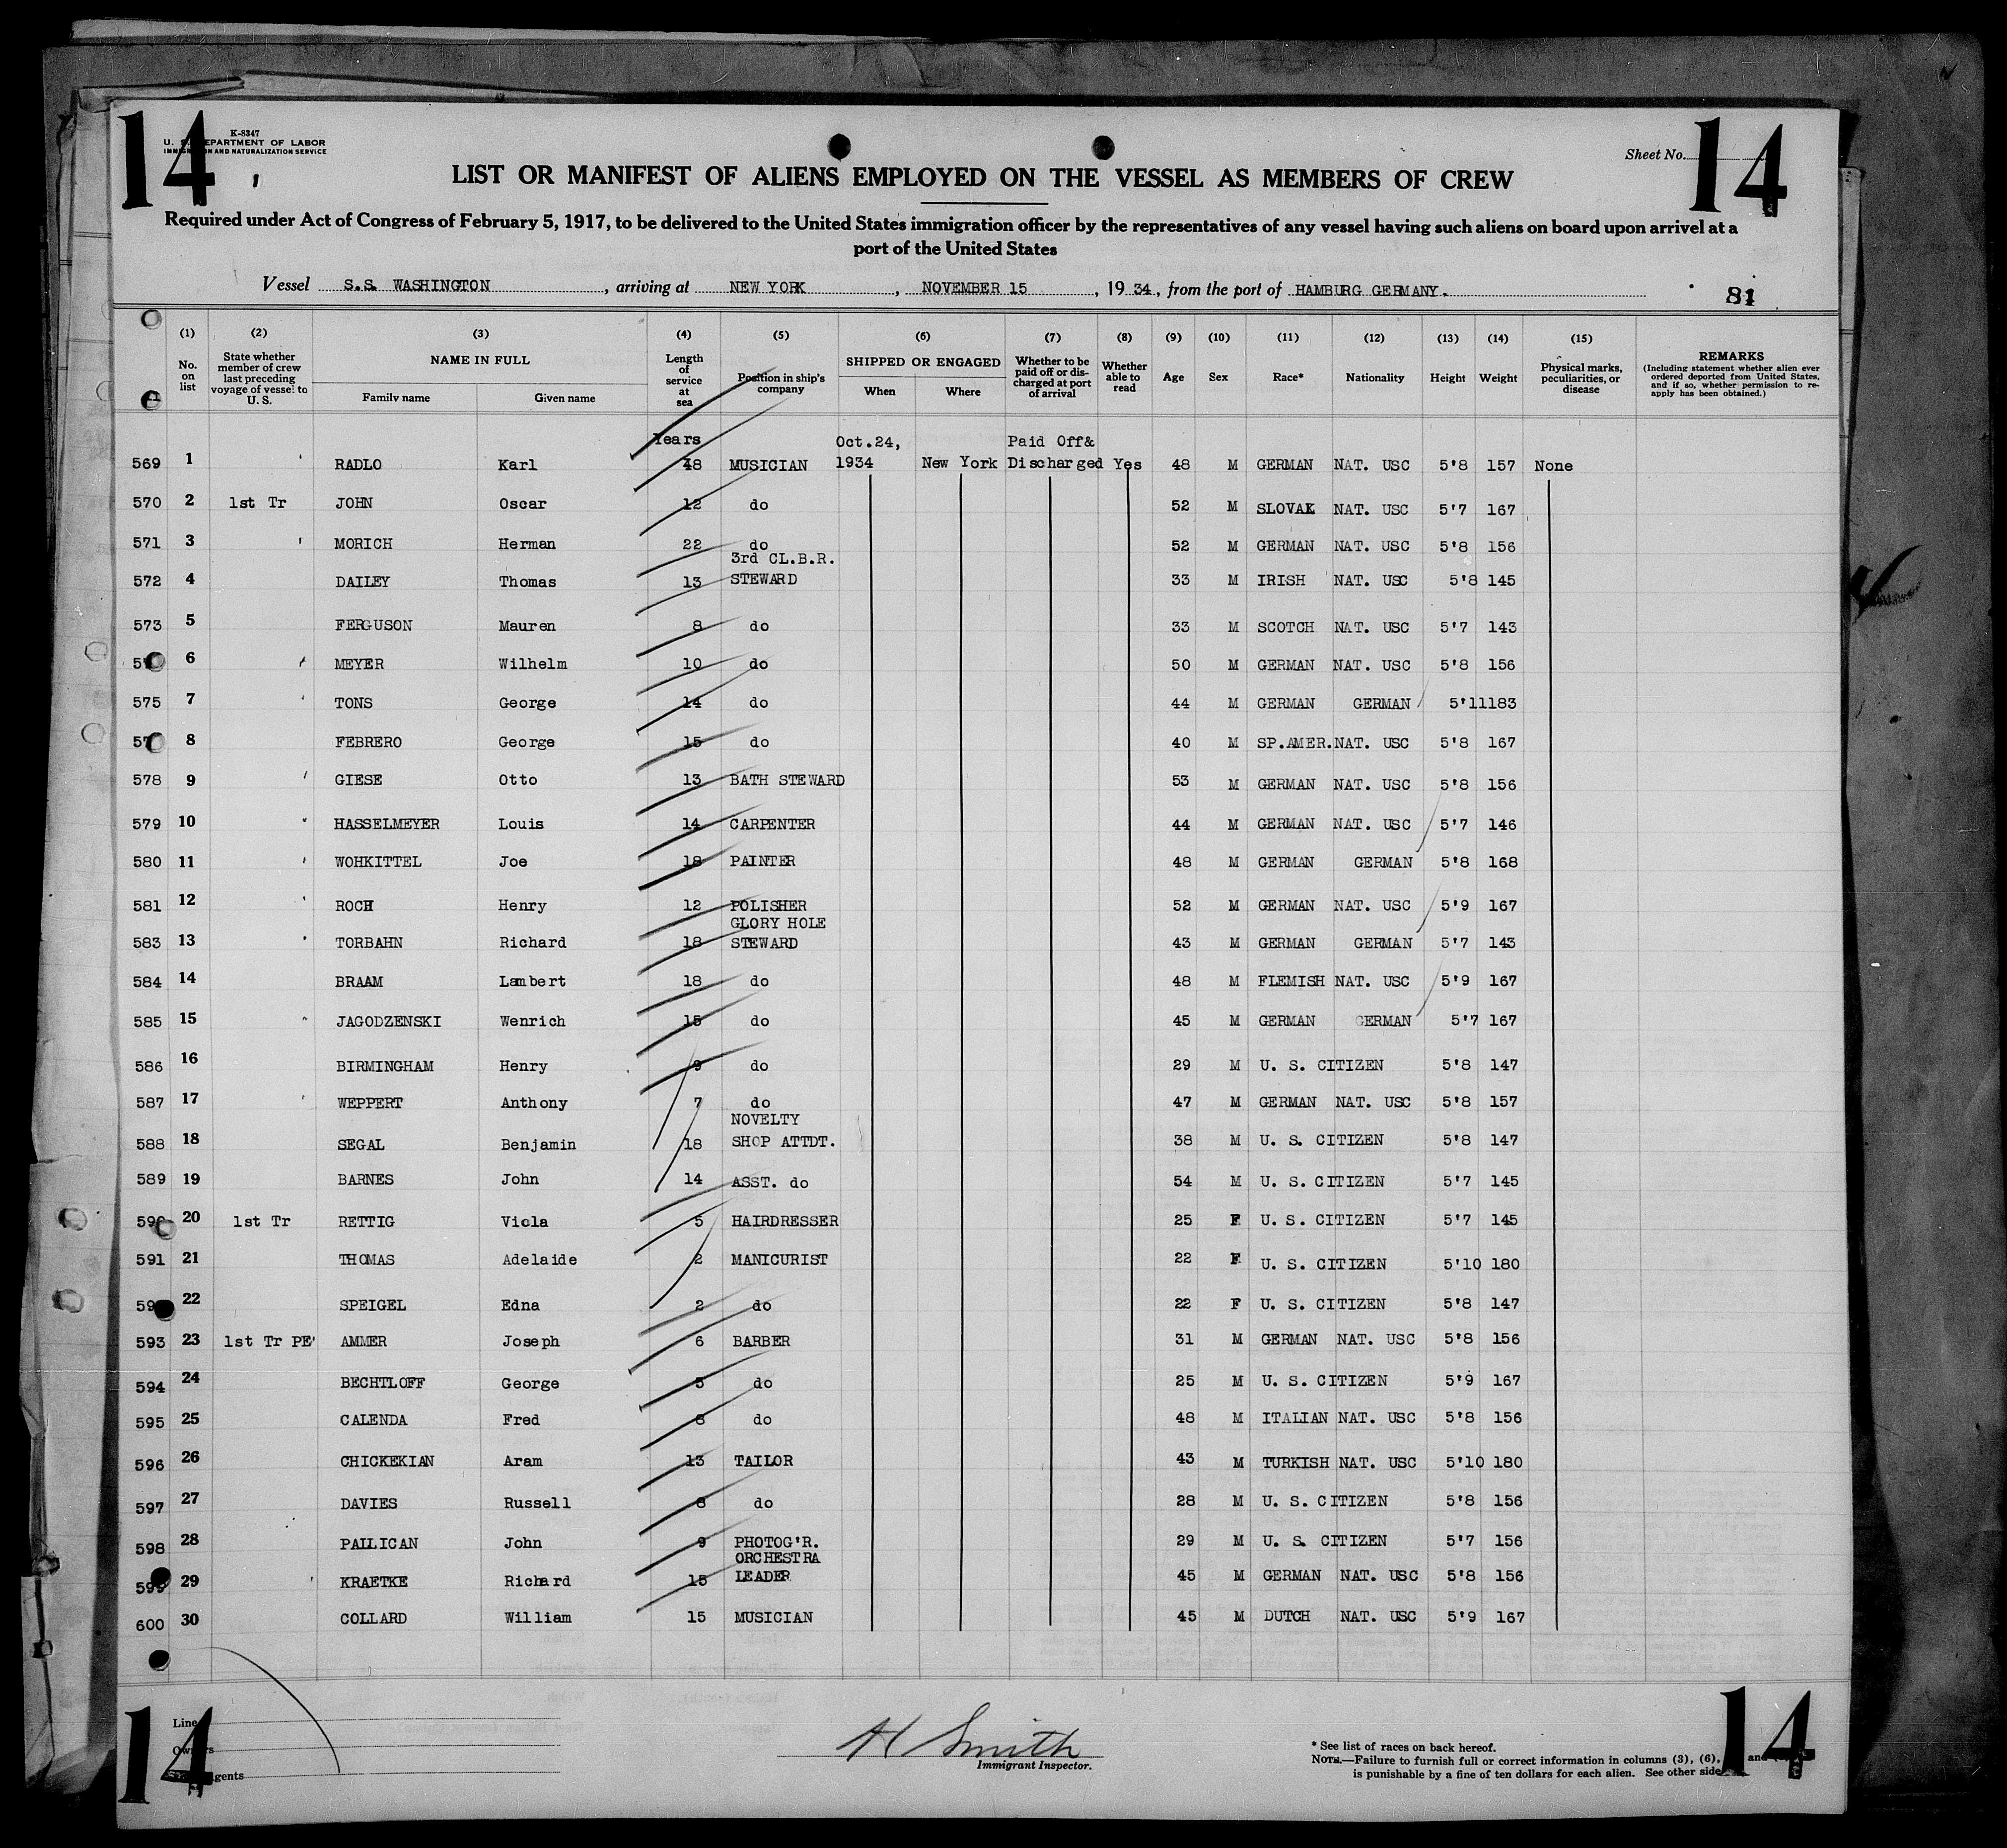 14
14
K-8347
U. S. DEPARTMENT OF LABOR
IMMIGRATION AND NATURALIZATION SERVICE
Sheet No.
LIST OR MANIFEST OF ALIENS EMPLOYED ON THE VESSEL AS MEMBERS OF CREW
Required under Act of Congress of February 5, 1917, to be delivered to the United States immigration officer by the representatives of any vessel having such aliens on board upon arrival at a
port of the United States
Vessel S.S. WASHINGTON, arriving at NEW YORK, NOVEMBER 15, 1934, from the port of HAMBURG GERMANY.
81
(1) (2) (3) (4) (5) (6) (7) (8) (9) (10) (11) (12) (13) (14) (15)
No. on list
State whether member of crew last preceding voyage of vessel to U. S.
NAME IN FULL
Family name
Given name
Length of service at sea
Position in ship's company
SHIPPED OR ENGAGED
When
Where
Whether to be paid off or discharged at port of arrival
Whether able to read
Age
Sex
Race*
Nationality
Height
Weight
Physical marks, peculiarities, or disease
REMARKS
(Including statement whether alien ever ordered deported from United States, and if so, whether permission to re-apply has been obtained.)
Years Oct.24, Paid Off&
569 1 RADLO Karl 48 MUSICIAN 1934 New York Discharged Yes 48 M GERMAN NAT. USC 5'8 157 None
570 2 1st Tr JOHN Oscar 12 do 52 M SLOVAK NAT. USC 5'7 167
571 3 MORICH Herman 22 do 52 M GERMAN NAT. USC 5'8 156
3rd CL.B.R.
572 4 DAILEY Thomas 13 STEWARD 33 M IRISH NAT. USC 5'8 145
573 5 FERGUSON Mauren 8 do 33 M SCOTCH NAT. USC 5'7 143
6 MEYER Wilhelm 10 do 50 M GERMAN NAT. USC 5'8 156
575 7 TONS George 14 do 44 M GERMAN GERMAN 5'11 183
8 FEBRERO George 15 do 40 M SP.AMER. NAT. USC 5'8 167
578 9 GIESE Otto 13 BATH STEWARD 53 M GERMAN NAT. USC 5'8 156
579 10 HASSELMEYER Louis 14 CARPENTER 44 M GERMAN NAT. USC 5'7 146
580 11 WOHKITTEL Joe 18 PAINTER 48 M GERMAN GERMAN 5'8 168
581 12 ROCH Henry 12 POLISHER 52 M GERMAN NAT. USC 5'9 167
GLORY HOLE
583 13 TORBAHN Richard 18 STEWARD 43 M GERMAN GERMAN 5'7 143
584 14 BRAAM Lambert 18 do 48 M FLEMISH NAT. USC 5'9 167
585 15 JAGODZENSKI Wenrich 15 do 45 M GERMAN GERMAN 5'7 167
586 16 BIRMINGHAM Henry 9 do 29 M U. S. CITIZEN 5'8 147
587 17 WEPPERT Anthony 7 do 47 M GERMAN NAT. USC 5'8 157
NOVELTY
588 18 SEGAL Benjamin 18 SHOP ATTDT. 38 M U. S. CITIZEN 5'8 147
589 19 BARNES John 14 ASST. do 54 M U. S. CITIZEN 5'7 145
590 20 1st Tr RETTIG Viola 5 HAIRDRESSER 25 F U. S. CITIZEN 5'7 145
591 21 THOMAS Adelaide 2 MANICURIST 22 F U. S. CITIZEN 5'10 180
22 SPEIGEL Edna 2 do 22 F U. S. CITIZEN 5'8 147
593 23 1st Tr PE' AMMER Joseph 6 BARBER 31 M GERMAN NAT. USC 5'8 156
594 24 BECHTLOFF George 5 do 25 M U. S. CITIZEN 5'9 167
595 25 CALENDA Fred 8 do 48 M ITALIAN NAT. USC 5'8 156
596 26 CHICKEKIAN Aram 13 TAILOR 43 M TURKISH NAT. USC 5'10 180
597 27 DAVIES Russell 8 do 28 M U. S. CITIZEN 5'8 156
598 28 PALLICAN John 9 PHOTOG'R. 29 M U. S. CITIZEN 5'7 156
ORCHESTRA
599 29 KRAETKE Richard 15 LEADER 45 M GERMAN NAT. USC 5'8 156
600 30 COLLARD William 15 MUSICIAN 45 M DUTCH NAT. USC 5'9 167
14
14
Line
Owners
Agents
H Smith
Immigrant Inspector.
* See list of races on back hereof.
NOTE.—Failure to furnish full or correct information in columns (3), (6), and
is punishable by a fine of ten dollars for each alien. See other side